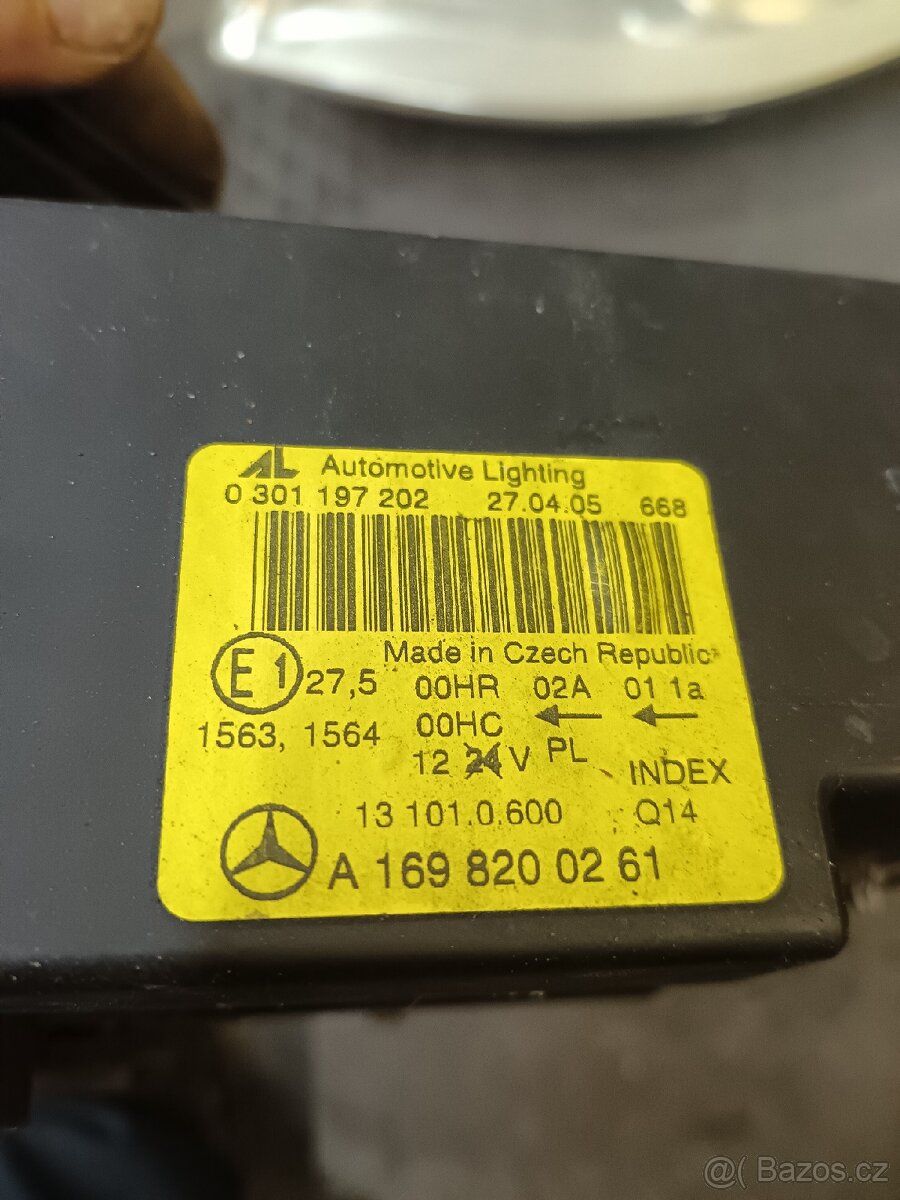 AL Automotive Lighting
0 301 197 202 27.04.05 668
Made in Czech Republic
E1 27,5 00HR 02A 01 1a
1563, 1564 00HC
12 24 V PL
INDEX
13 101.0.600 Q14
A 169 820 02 61
@( Bazos.cz